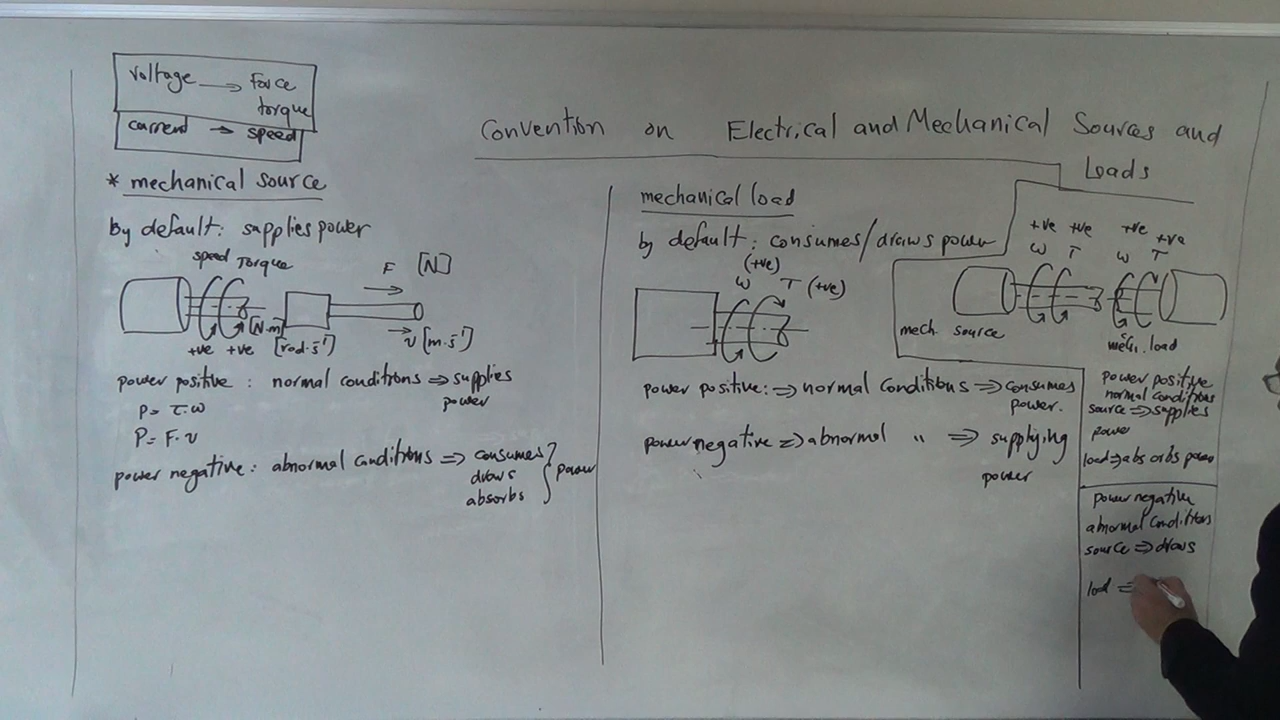 voltage → Force
torque
current → speed
Convention on Electrical and Mechanical Sources and
Loads
* mechanical source
by default: supplies power
speed Torque
F [N]
[N.m]
+ve +ve [rad.s⁻¹] v [m.s⁻¹]
power positive : normal conditions ⇒ supplies
power
P= τ.ω
P= F.v
power negative : abnormal conditions ⇒ consumes
draws
absorbs } power
mechanical load
by default : consumes/draws power
(+ve)
ω T (+ve)
power positive: ⇒ normal conditions ⇒ consumes
power.
power negative ⇒ abnormal " ⇒ supplying
power
+ve +ve +ve +ve
ω T ω T
mech. source
mech. load
power positive
normal conditions
source ⇒ supplies
power
load ⇒ absorbs power
power negative
abnormal conditions
source ⇒ draws
load ⇒